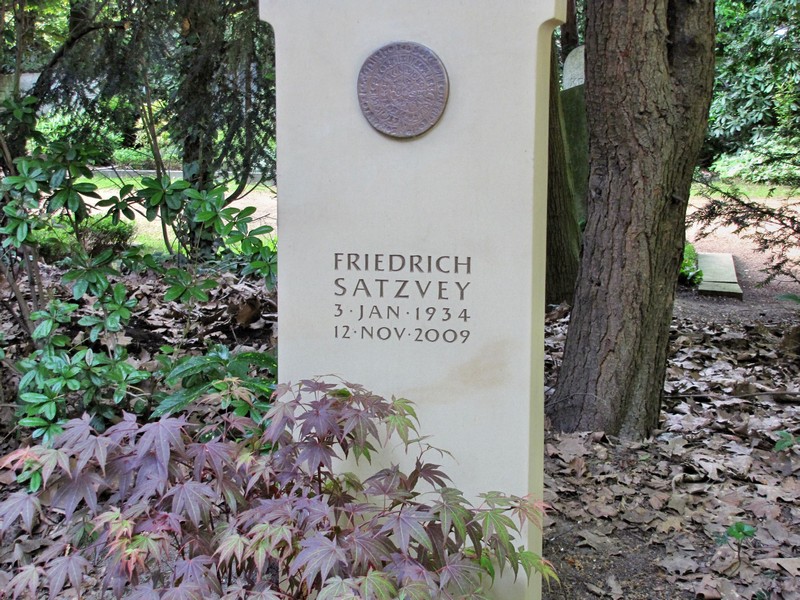 FRIEDRICH
SATZVEY
3·JAN·1934
12·NOV·2009